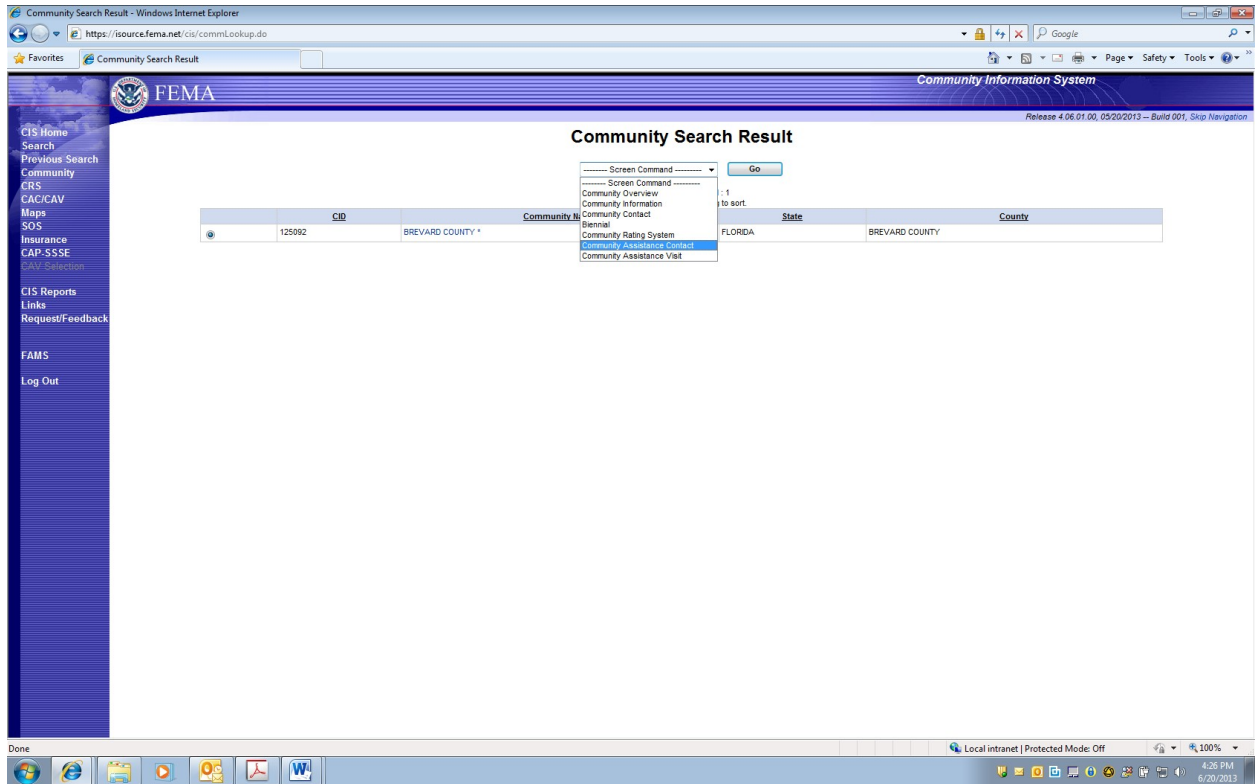 Community Search Result - Windows Internet Explorer
https://isource.fema.net/cis/commLookup.do
Google
Favorites
Community Search Result
Page Safety Tools
FEMA
Community Information System
Release 4.06.01.00, 05/20/2013 -- Build 001, Skip Navigation
CIS Home
Search
Previous Search
Community
CRS
CAC/CAV
Maps
SOS
Insurance
CAP-SSSE
CAV Selection
CIS Reports
Links
Request/Feedback
FAMS
Log Out
Community Search Result
-------- Screen Command ---------
Go
-------- Screen Command ---------
Community Overview
Community Information
Community Contact
Biennial
Community Rating System
Community Assistance Contact
Community Assistance Visit
: 1
to sort.
CID Community State County
125092 BREVARD COUNTY * FLORIDA BREVARD COUNTY
Done
Local intranet | Protected Mode: Off
100%
4:26 PM
6/20/2013